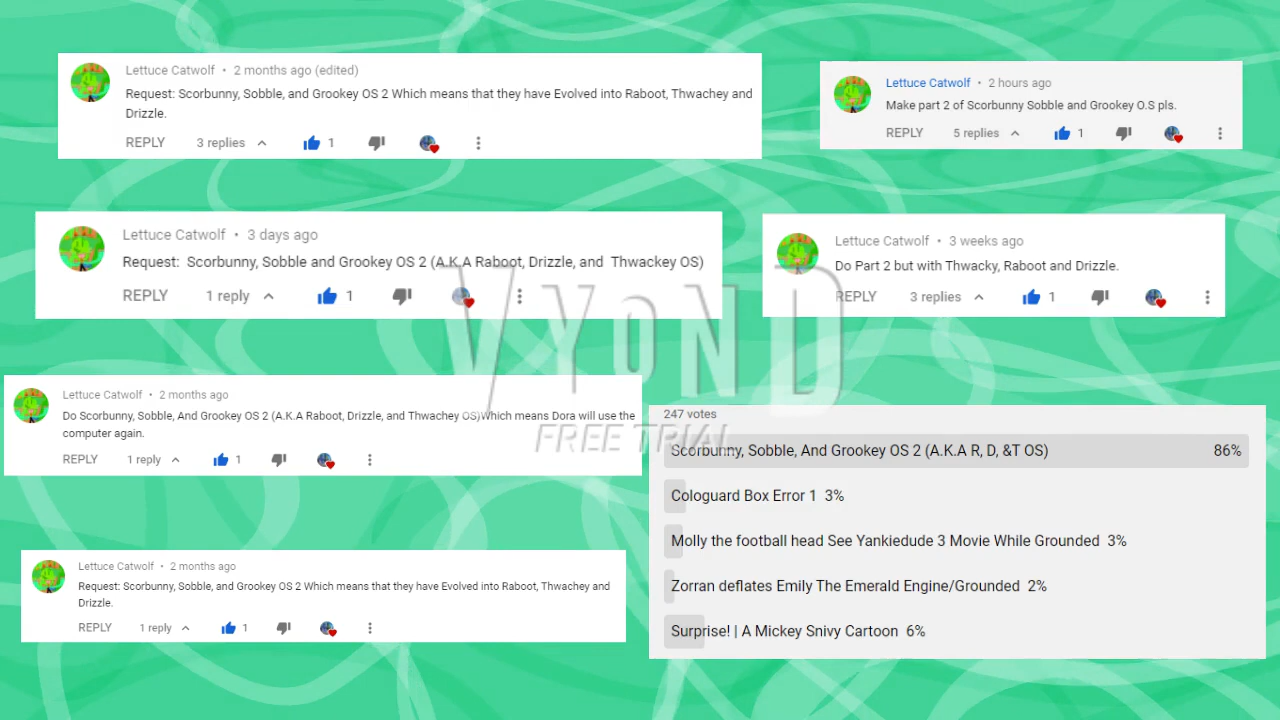 Lettuce Catwolf • 2 months ago (edited)
Request: Scorbunny, Sobble, and Grookey OS 2 Which means that they have Evolved into Raboot, Thwachey and
Drizzle.
REPLY 3 replies 1
Lettuce Catwolf • 2 hours ago
Make part 2 of Scorbunny Sobble and Grookey O.S pls.
REPLY 5 replies 1
Lettuce Catwolf • 3 days ago
Request: Scorbunny, Sobble and Grookey OS 2 (A.K.A Raboot, Drizzle, and Thwackey OS)
REPLY 1 reply 1
Lettuce Catwolf • 3 weeks ago
Do Part 2 but with Thwacky, Raboot and Drizzle.
REPLY 3 replies 1
VYOND
FREE TRIAL
Lettuce Catwolf • 2 months ago
Do Scorbunny, Sobble, And Grookey OS 2 (A.K.A Raboot, Drizzle, and Thwachey OS)Which means Dora will use the
computer again.
REPLY 1 reply 1
247 votes
Scorbunny, Sobble, And Grookey OS 2 (A.K.A R, D, &T OS) 86%
Cologuard Box Error 1 3%
Molly the football head See Yankiedude 3 Movie While Grounded 3%
Zorran deflates Emily The Emerald Engine/Grounded 2%
Surprise! | A Mickey Snivy Cartoon 6%
Lettuce Catwolf • 2 months ago
Request: Scorbunny, Sobble, and Grookey OS 2 Which means that they have Evolved into Raboot, Thwachey and
Drizzle.
REPLY 1 reply 1